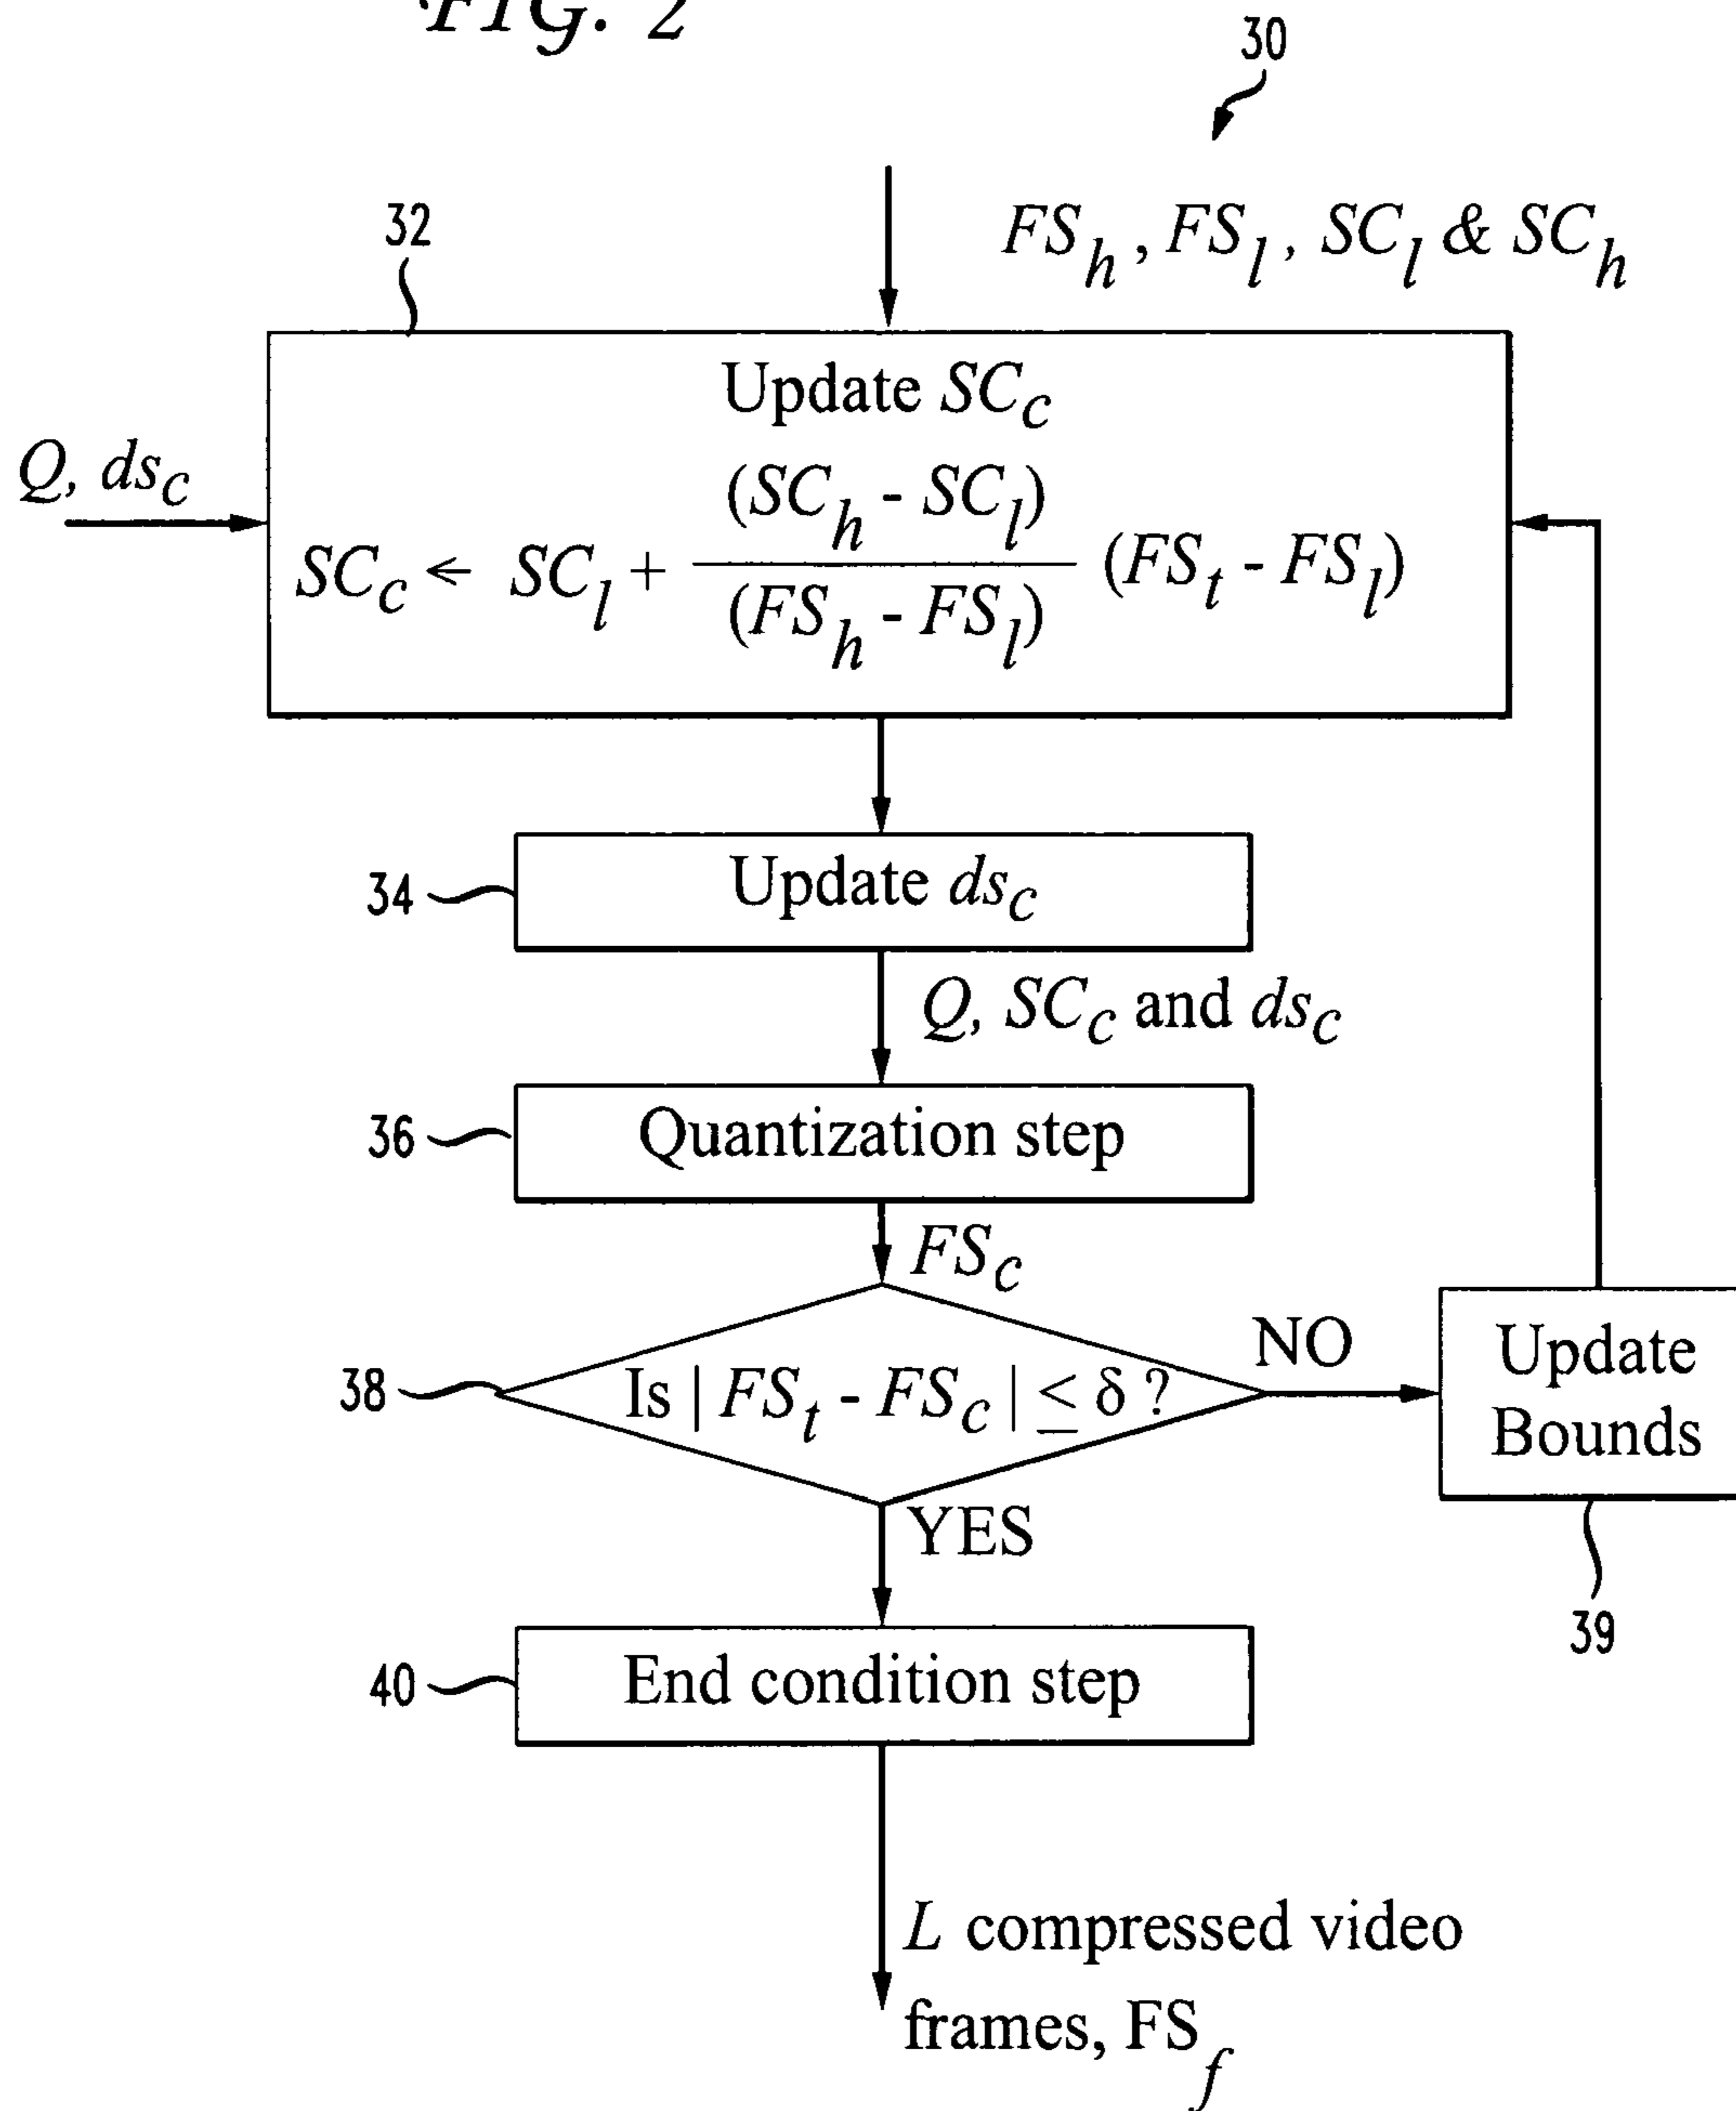 FIG. 2
30
FS_h, FS_l, SC_l & SC_h
32
Update SC_c
Q, ds_c
SC_c ← SC_l + (SC_h - SC_l) / (FS_h - FS_l) (FS_t - FS_l)
34
Update ds_c
Q, SC_c and ds_c
36
Quantization step
FS_c
38
Is | FS_t - FS_c | ≤ δ ?
NO
Update
Bounds
YES
39
40
End condition step
L compressed video
frames, FS_f